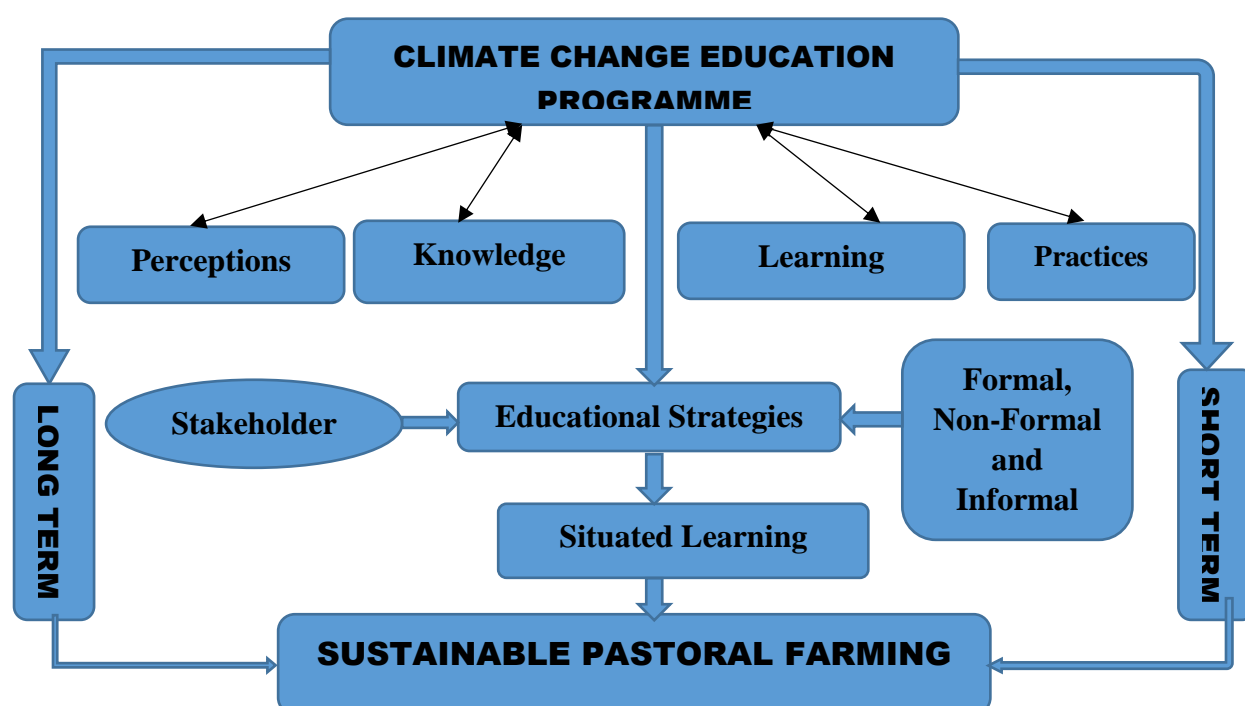 CLIMATE CHANGE EDUCATION
PROGRAMME
Perceptions
Knowledge
Learning
Practices
LONG TERM
Stakeholder
Educational Strategies
Formal,
Non-Formal
and
Informal
SHORT TERM
Situated Learning
SUSTAINABLE PASTORAL FARMING